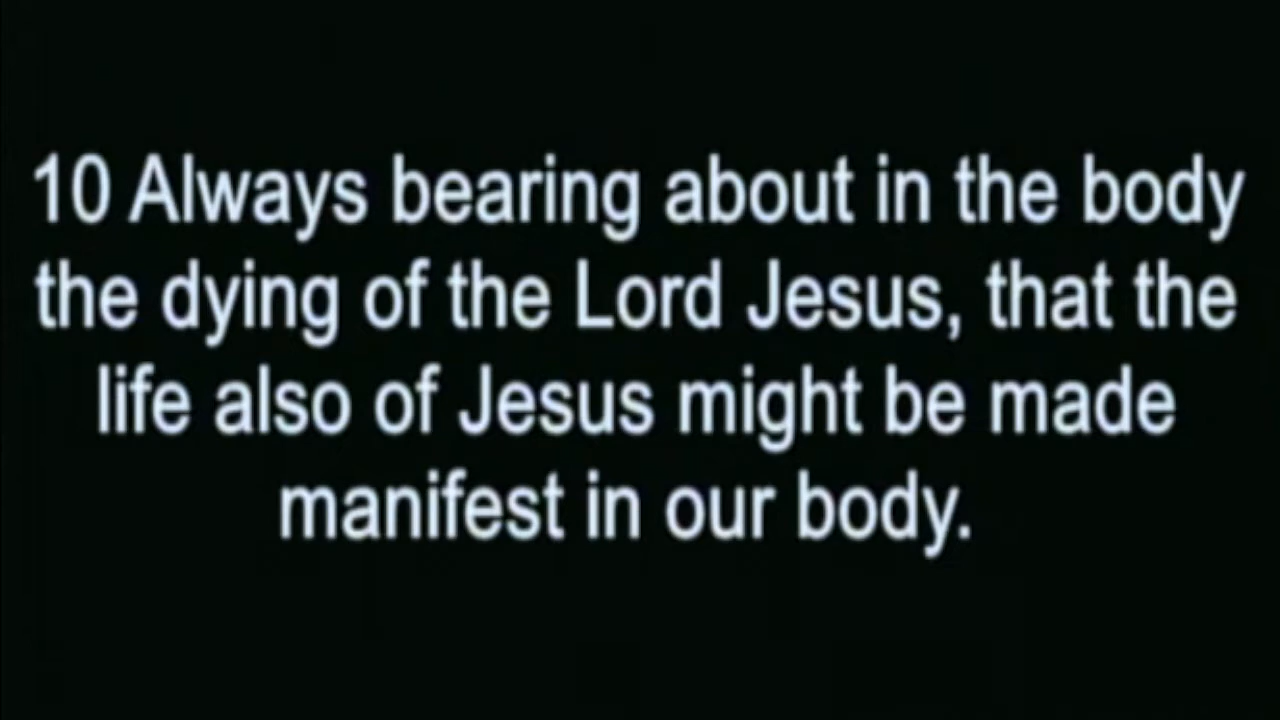 10 Always bearing about in the body
the dying of the Lord Jesus, that the
life also of Jesus might be made
manifest in our body.